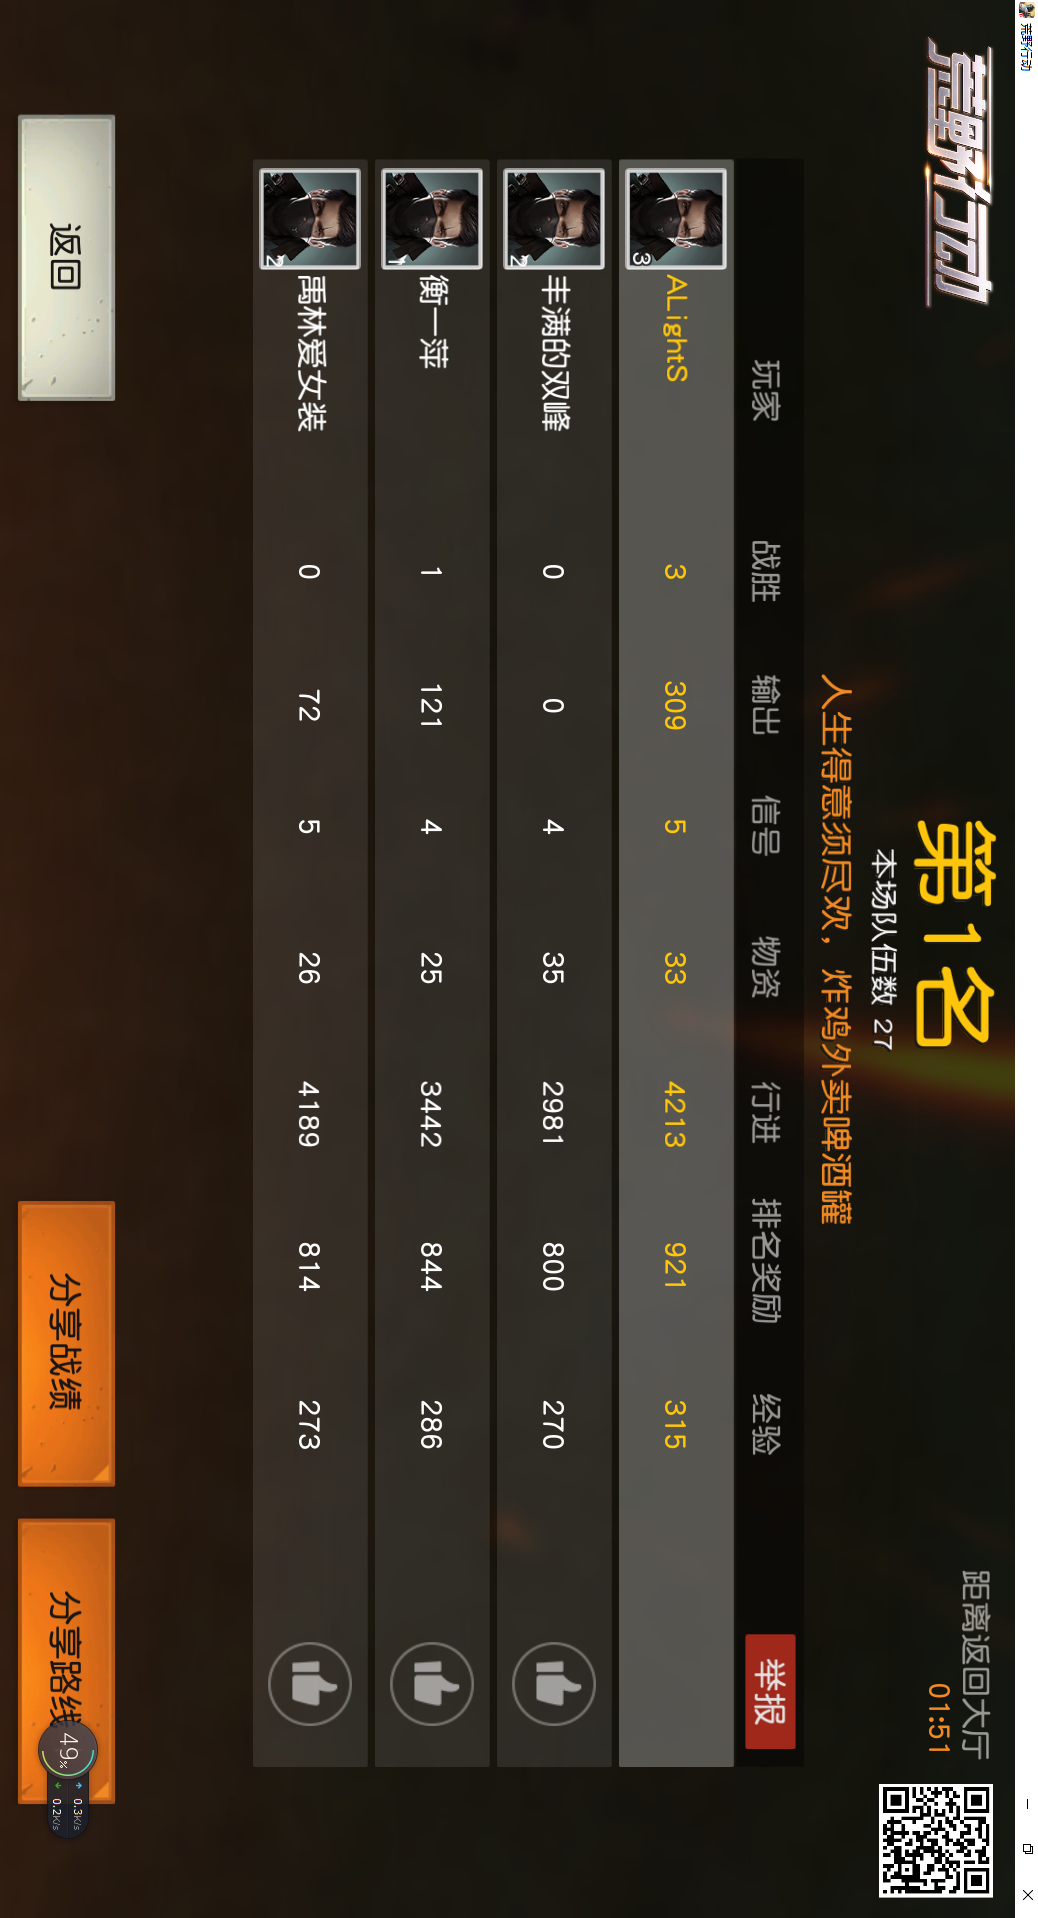 荒野行动
荒野行动
第1名
距离返回大厅
01:51
本场队伍数 27
人生得意须尽欢，炸鸡外卖啤酒罐
玩家 战胜 输出 信号 物资 行进 排名奖励 经验 举报
3 ALightS 3 309 5 33 4213 921 315
2 丰满的双峰 0 0 4 35 2981 800 270
1 衡一萍 1 121 4 25 3442 844 286
2 禹林爱女装 0 72 5 26 4189 814 273
返回 分享战绩 分享路线
49% 0.3K/s
0.2K/s